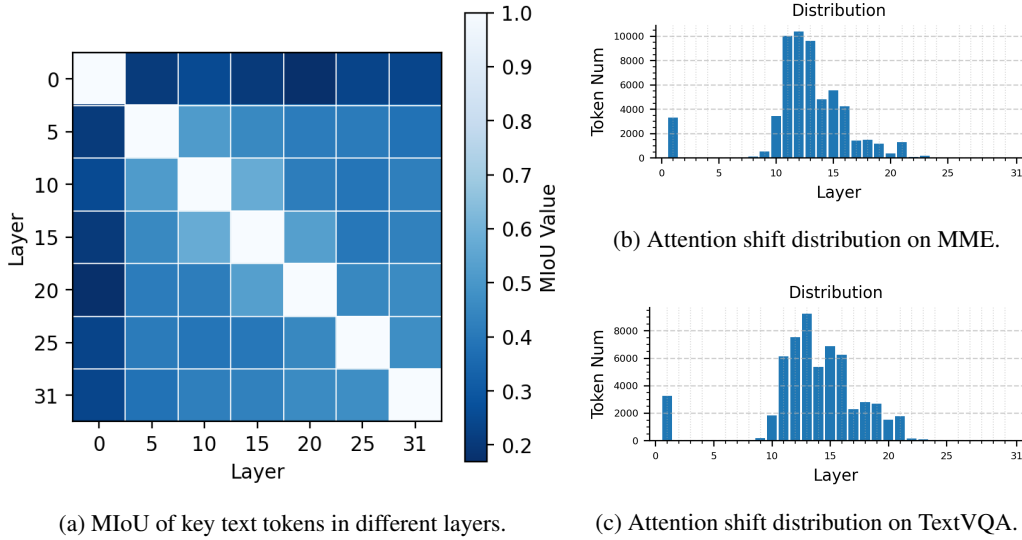 0
5
10
15
20
25
31
Layer
0 5 10 15 20 25 31
Layer
1.0
0.9
0.8
0.7
0.6
0.5
0.4
0.3
0.2
MIoU Value
(a) MIoU of key text tokens in different layers.
Distribution
10000
8000
6000
4000
2000
0
Token Num
0 5 10 15 20 25 31
Layer
(b) Attention shift distribution on MME.
Distribution
8000
6000
4000
2000
0
Token Num
0 5 10 15 20 25 31
Layer
(c) Attention shift distribution on TextVQA.